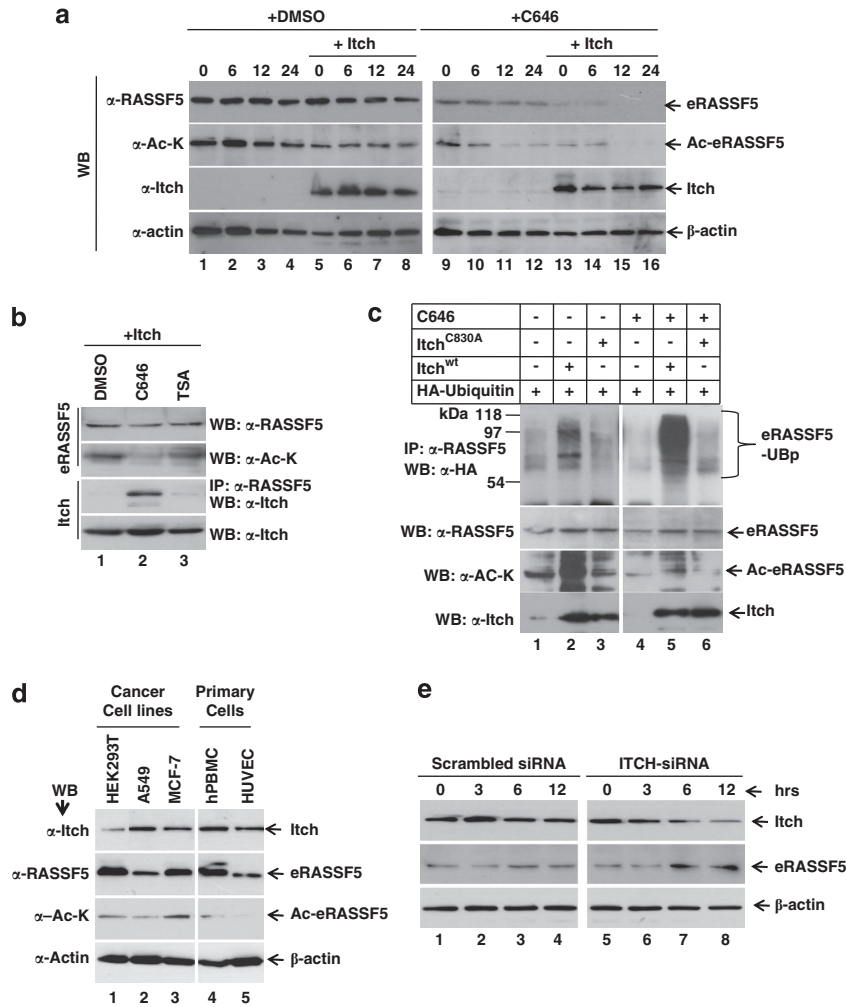 a
+DMSO +C646
+ Itch + Itch
0 6 12 24 0 6 12 24 0 6 12 24 0 6 12 24
WB
α-RASSF5 eRASSF5
α-Ac-K Ac-eRASSF5
α-Itch Itch
α-actin β-actin
1 2 3 4 5 6 7 8 9 10 11 12 13 14 15 16
b
+Itch
DMSO C646 TSA
eRASSF5
WB: α-RASSF5
WB: α-Ac-K
Itch
IP: α-RASSF5
WB: α-Itch
WB: α-Itch
1 2 3
c
C646 - - - + + +
Itch^C830A - - + - - +
Itch^wt - + - - + -
HA-Ubiquitin + + + + + +
kDa 118
97
IP: α-RASSF5
WB: α-HA
54
eRASSF5
-UBp
WB: α-RASSF5 eRASSF5
WB: α-AC-K Ac-eRASSF5
WB: α-Itch Itch
1 2 3 4 5 6
d
Cancer Primary
Cell lines Cells
HEK293T A549 MCF-7 hPBMC HUVEC
WB
α-Itch Itch
α-RASSF5 eRASSF5
α–Ac-K Ac-eRASSF5
α-Actin β-actin
1 2 3 4 5
e
Scrambled siRNA ITCH-siRNA
0 3 6 12 0 3 6 12 hrs
Itch
eRASSF5
β-actin
1 2 3 4 5 6 7 8